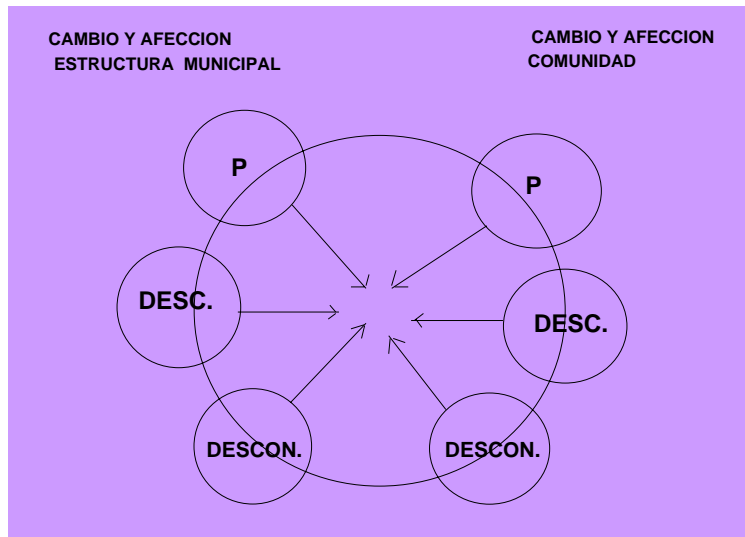 CAMBIO Y AFECCION
ESTRUCTURA MUNICIPAL
CAMBIO Y AFECCION
COMUNIDAD
P
P
DESC.
DESC.
DESCON.
DESCON.